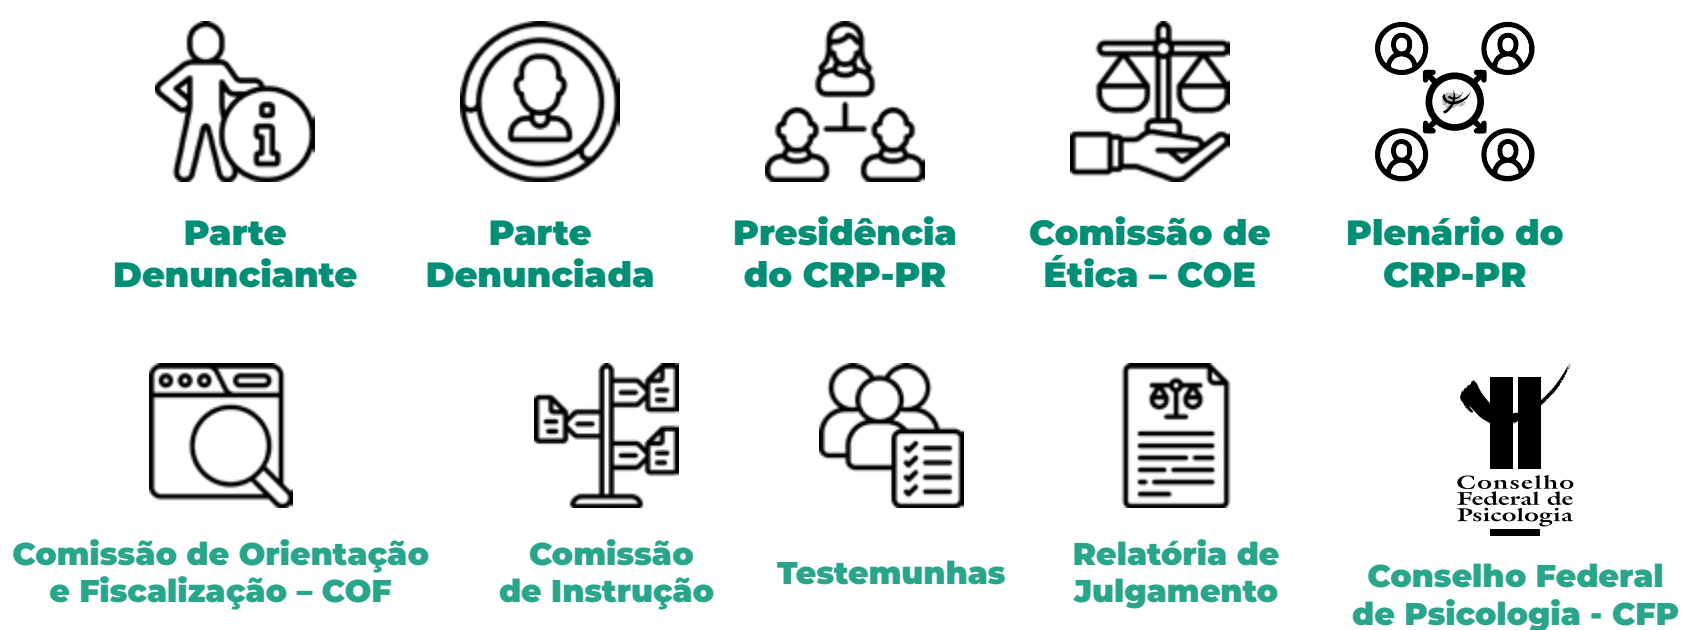 Parte
Denunciante
Parte
Denunciada
Presidência
do CRP-PR
Comissão de
Ética – COE
Plenário do
CRP-PR
Conselho
Federal de
Psicologia
Comissão de Orientação
e Fiscalização – COF
Comissão
de Instrução
Testemunhas
Relatória de
Julgamento
Conselho Federal
de Psicologia - CFP